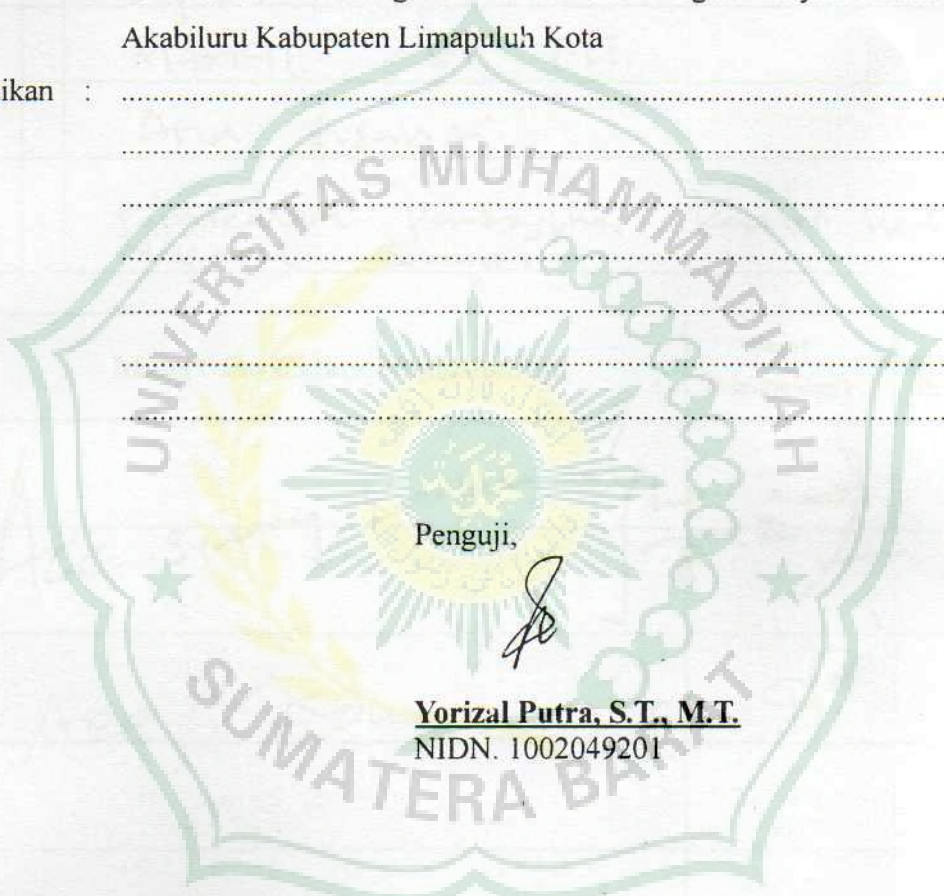 Akabiluru Kabupaten Limapuluh Kota
ikan :
UNIVERSITAS MUHAMMADIYAH
SUMATERA BARAT
Penguji,
Yorizal Putra, S.T., M.T.
NIDN. 1002049201